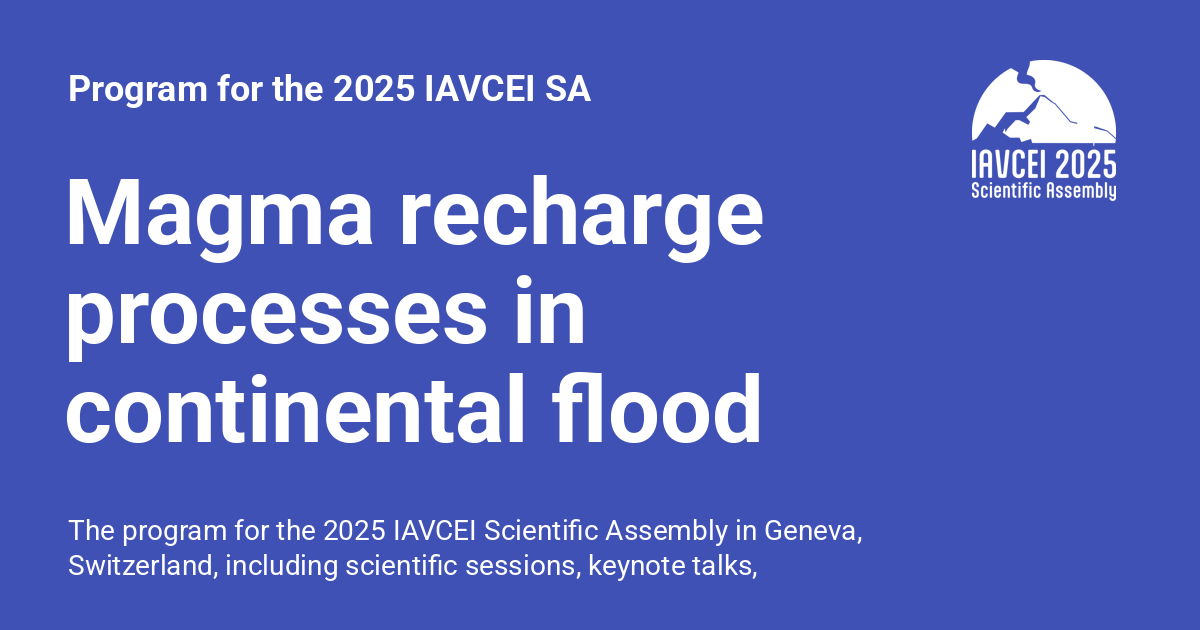 Program for the 2025 IAVCEI SA
IAVCEI 2025
Scientific Assembly
Magma recharge
processes in
continental flood
The program for the 2025 IAVCEI Scientific Assembly in Geneva,
Switzerland, including scientific sessions, keynote talks,